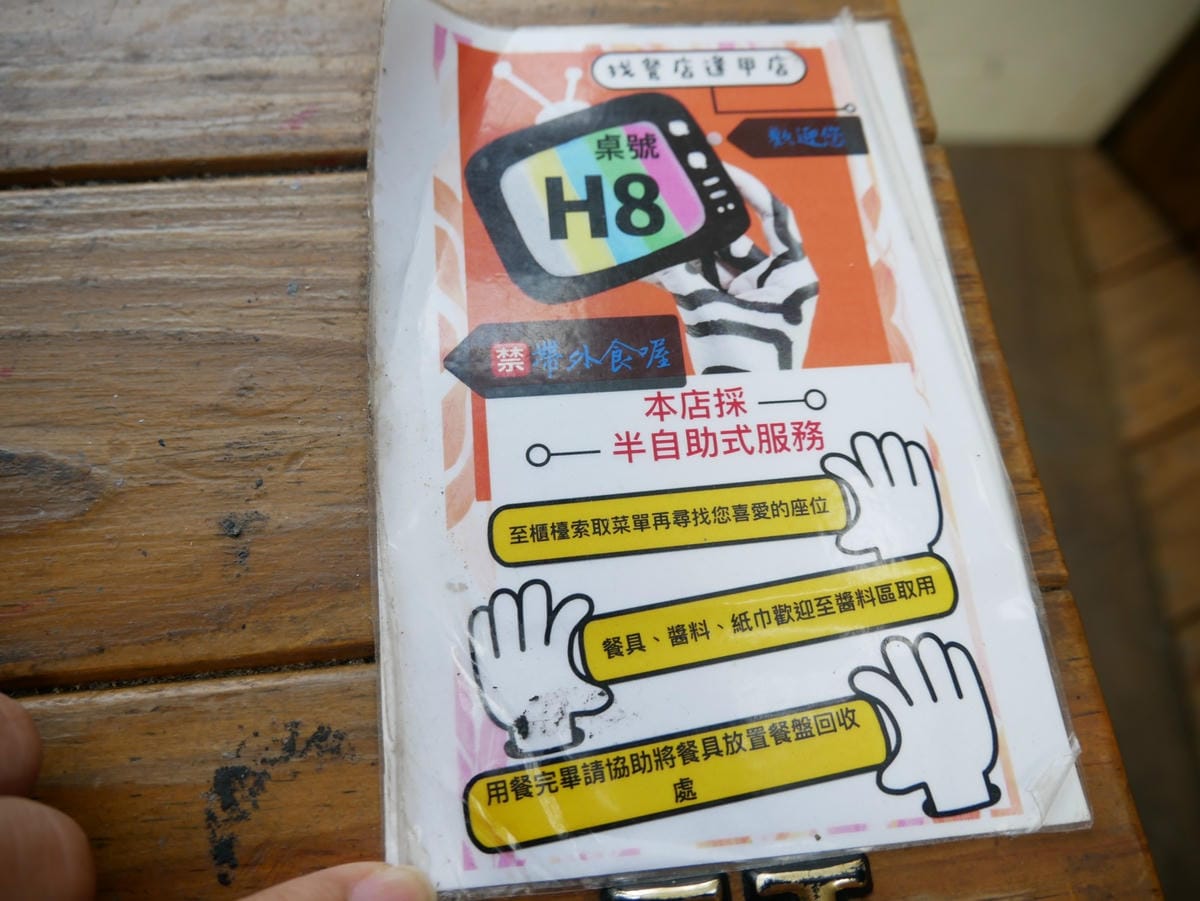 找餐店逢甲店
歡迎您
桌號
H8
禁帶外食喔
本店採
半自助式服務
至櫃檯索取菜單再尋找您喜愛的座位
餐具、醬料、紙巾歡迎至醬料區取用
用餐完畢請協助將餐具放置餐盤回收
處